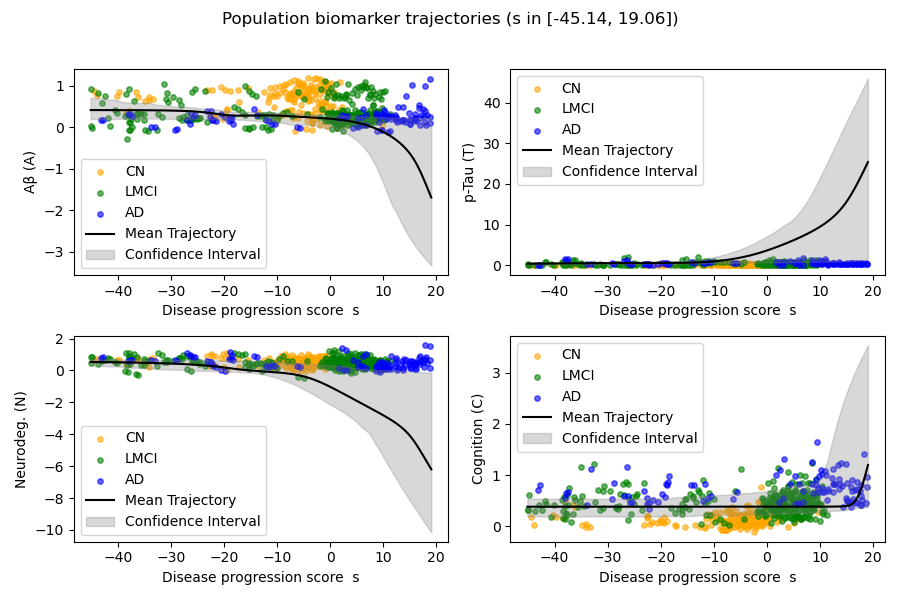 Population biomarker trajectories (s in [-45.14, 19.06])
Aβ (A)
1
0
−1
−2
−3
CN
LMCI
AD
Mean Trajectory
Confidence Interval
−40
−30
−20
−10
0
10
20
Disease progression score s
p-Tau (T)
40
30
20
10
0
CN
LMCI
AD
Mean Trajectory
Confidence Interval
−40
−30
−20
−10
0
10
20
Disease progression score s
Neurodeg. (N)
2
0
−2
−4
−6
−8
−10
CN
LMCI
AD
Mean Trajectory
Confidence Interval
−40
−30
−20
−10
0
10
20
Disease progression score s
Cognition (C)
3
2
1
0
CN
LMCI
AD
Mean Trajectory
Confidence Interval
−40
−30
−20
−10
0
10
20
Disease progression score s